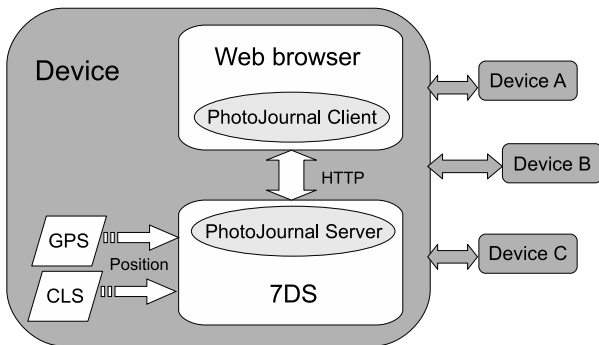 Device
Web browser
PhotoJournal Client
HTTP
PhotoJournal Server
7DS
GPS
Position
CLS
Device A
Device B
Device C